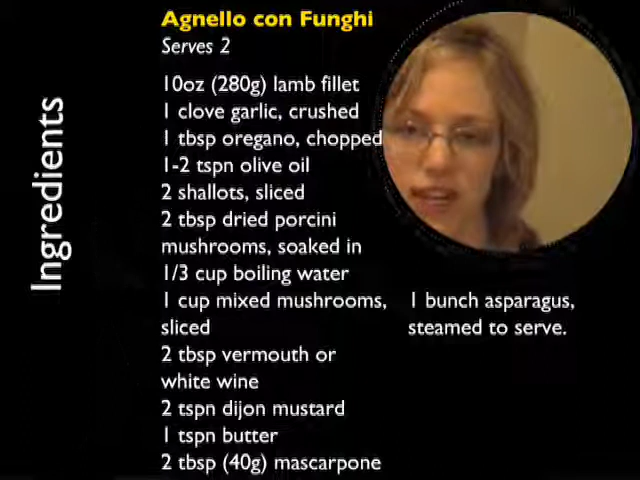 Agnello con Funghi
Serves 2
Ingredients
10oz (280g) lamb fillet
1 clove garlic, crushed
1 tbsp oregano, chopped
1-2 tspn olive oil
2 shallots, sliced
2 tbsp dried porcini
mushrooms, soaked in
1/3 cup boiling water
1 cup mixed mushrooms,
sliced
2 tbsp vermouth or
white wine
2 tspn dijon mustard
1 tspn butter
2 tbsp (40g) mascarpone
1 bunch asparagus,
steamed to serve.